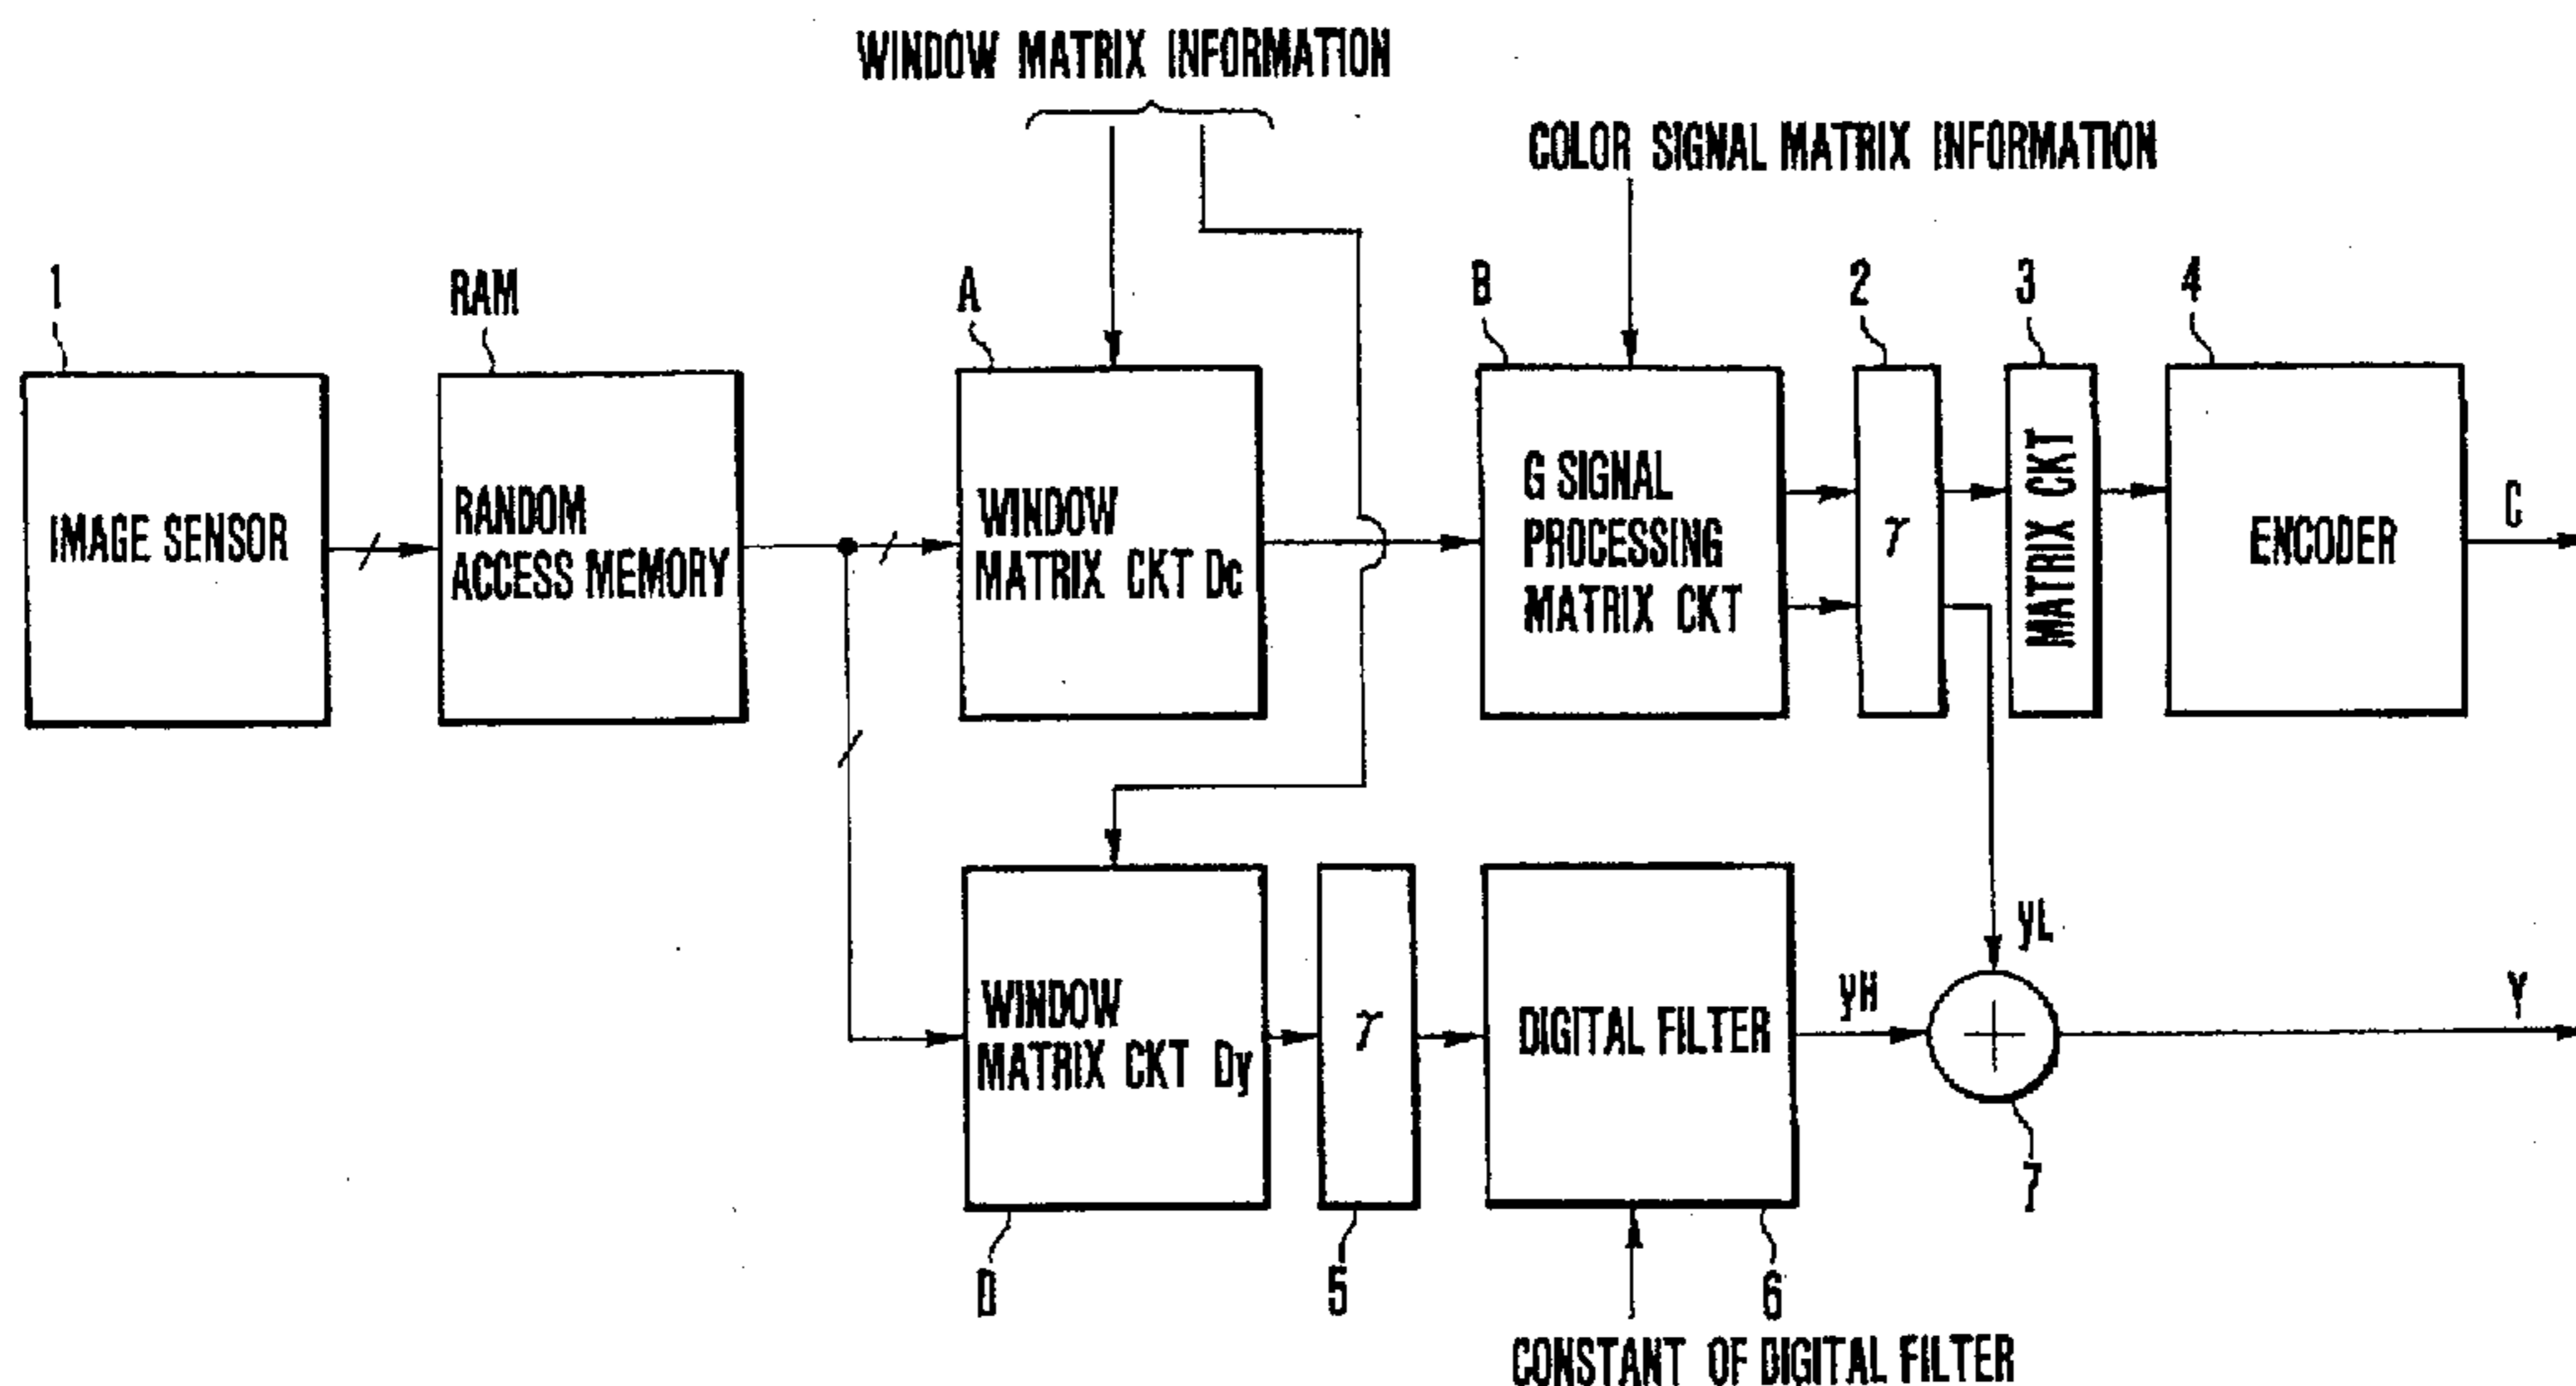 WINDOW MATRIX INFORMATION
COLOR SIGNAL MATRIX INFORMATION
1
RAM
A
B
2
3
4
IMAGE SENSOR
RANDOM
ACCESS MEMORY
WINDOW
MATRIX CKT Dc
G SIGNAL
PROCESSING
MATRIX CKT
γ
MATRIX CKT
ENCODER
C
WINDOW
MATRIX CKT Dy
γ
DIGITAL FILTER
yH
yL
Y
7
D
5
6
CONSTANT OF DIGITAL FILTER